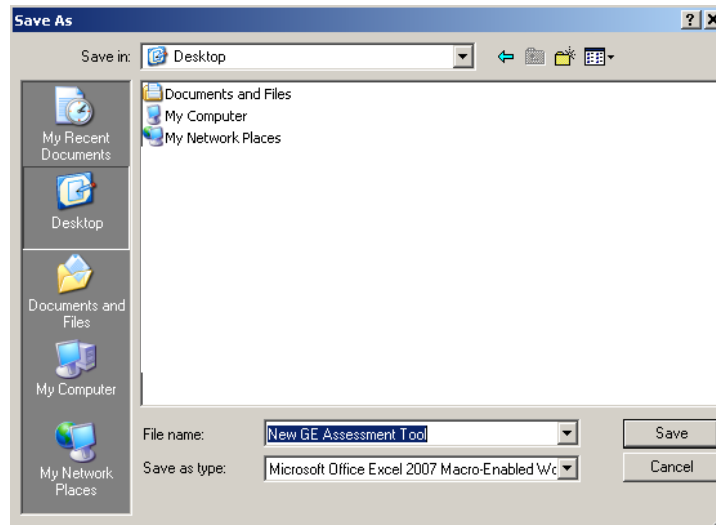 Save As
Save in:
Desktop
Documents and Files
My Computer
My Network Places
My Recent
Documents
Desktop
Documents and
Files
My Computer
My Network
Places
File name:
New GE Assessment Tool
Save
Save as type:
Microsoft Office Excel 2007 Macro-Enabled
Cancel